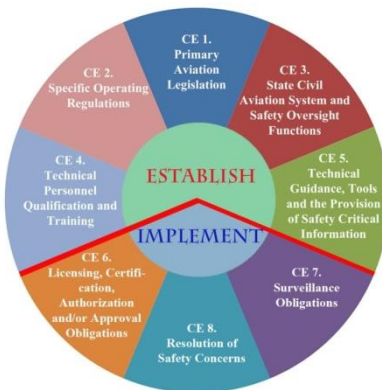 CE 1.
Primary
Aviation
Legislation
CE 2.
Specific Operating
Regulations
CE 3.
State Civil
Aviation System and
Safety Oversight
Functions
CE 4.
Technical
Personnel
Qualification and
Training
ESTABLISH
CE 5.
Technical
Guidance, Tools
and the Provision
of Safety Critical
Information
IMPLEMENT
CE 6.
Licensing, Certifi-
cation,
Authorization
and/or Approval
Obligations
CE 7.
Surveillance
Obligations
CE 8.
Resolution of
Safety Concerns